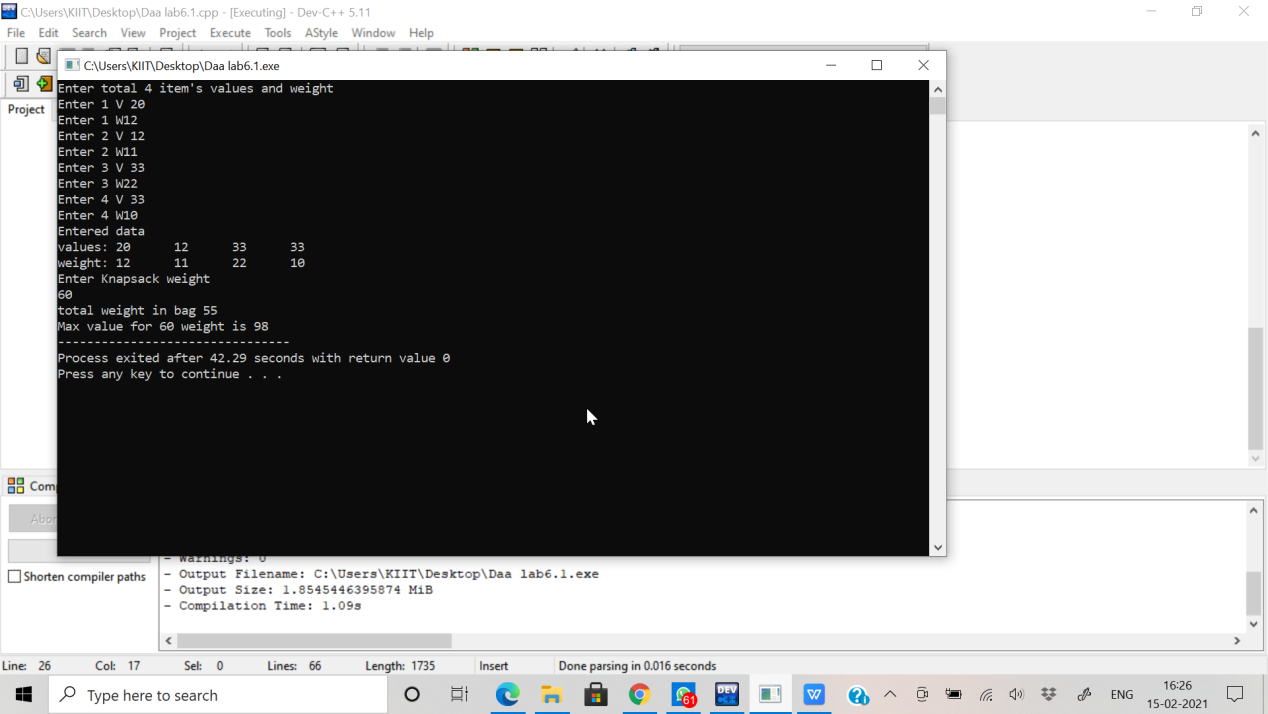 C:\Users\KIIT\Desktop\Daa lab6.1.cpp - [Executing] - Dev-C++ 5.11
File Edit Search View Project Execute Tools AStyle Window Help
C:\Users\KIIT\Desktop\Daa lab6.1.exe
Project
Enter total 4 item's values and weight
Enter 1 V 20
Enter 1 W12
Enter 2 V 12
Enter 2 W11
Enter 3 V 33
Enter 3 W22
Enter 4 V 33
Enter 4 W10
Entered data
values: 20 12 33 33
weight: 12 11 22 10
Enter Knapsack weight
60
total weight in bag 55
Max value for 60 weight is 98
--------------------------------
Process exited after 42.29 seconds with return value 0
Press any key to continue . . .
Com
Abor
Shorten compiler paths
- Warnings: 0
- Output Filename: C:\Users\KIIT\Desktop\Daa lab6.1.exe
- Output Size: 1.8545446395874 MiB
- Compilation Time: 1.09s
Line: 26 Col: 17 Sel: 0 Lines: 66 Length: 1735 Insert Done parsing in 0.016 seconds
Type here to search
61
DEV
W
ENG
16:26
15-02-2021